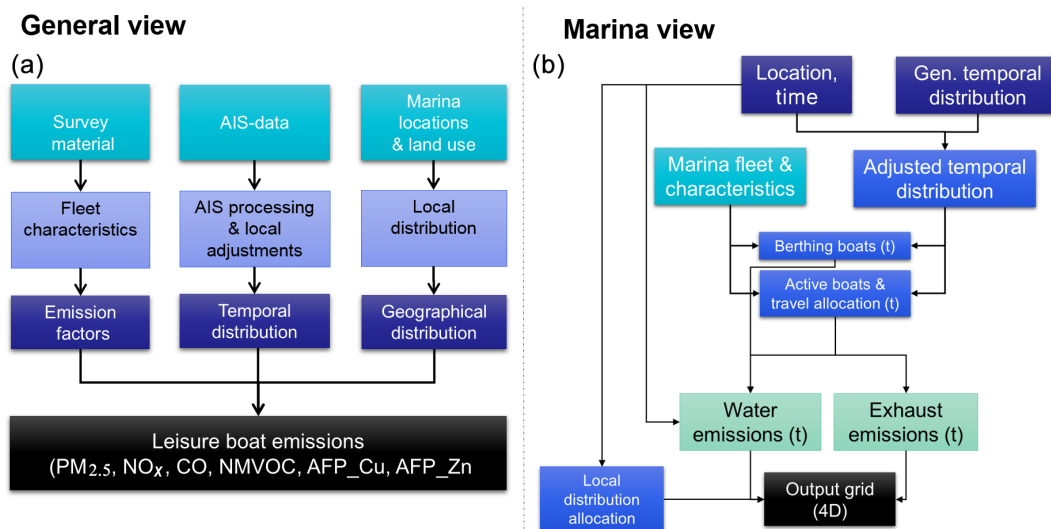 General view
(a)
Survey
material
AIS-data
Marina
locations
& land use
Fleet
characteristics
AIS processing
& local
adjustments
Local
distribution
Emission
factors
Temporal
distribution
Geographical
distribution
Leisure boat emissions
(PM2.5, NOx, CO, NMVOC, AFP_Cu, AFP_Zn
Marina view
(b)
Location,
time
Gen. temporal
distribution
Marina fleet &
characteristics
Adjusted temporal
distribution
Berthing boats (t)
Active boats &
travel allocation (t)
Water
emissions (t)
Exhaust
emissions (t)
Local
distribution
allocation
Output grid
(4D)